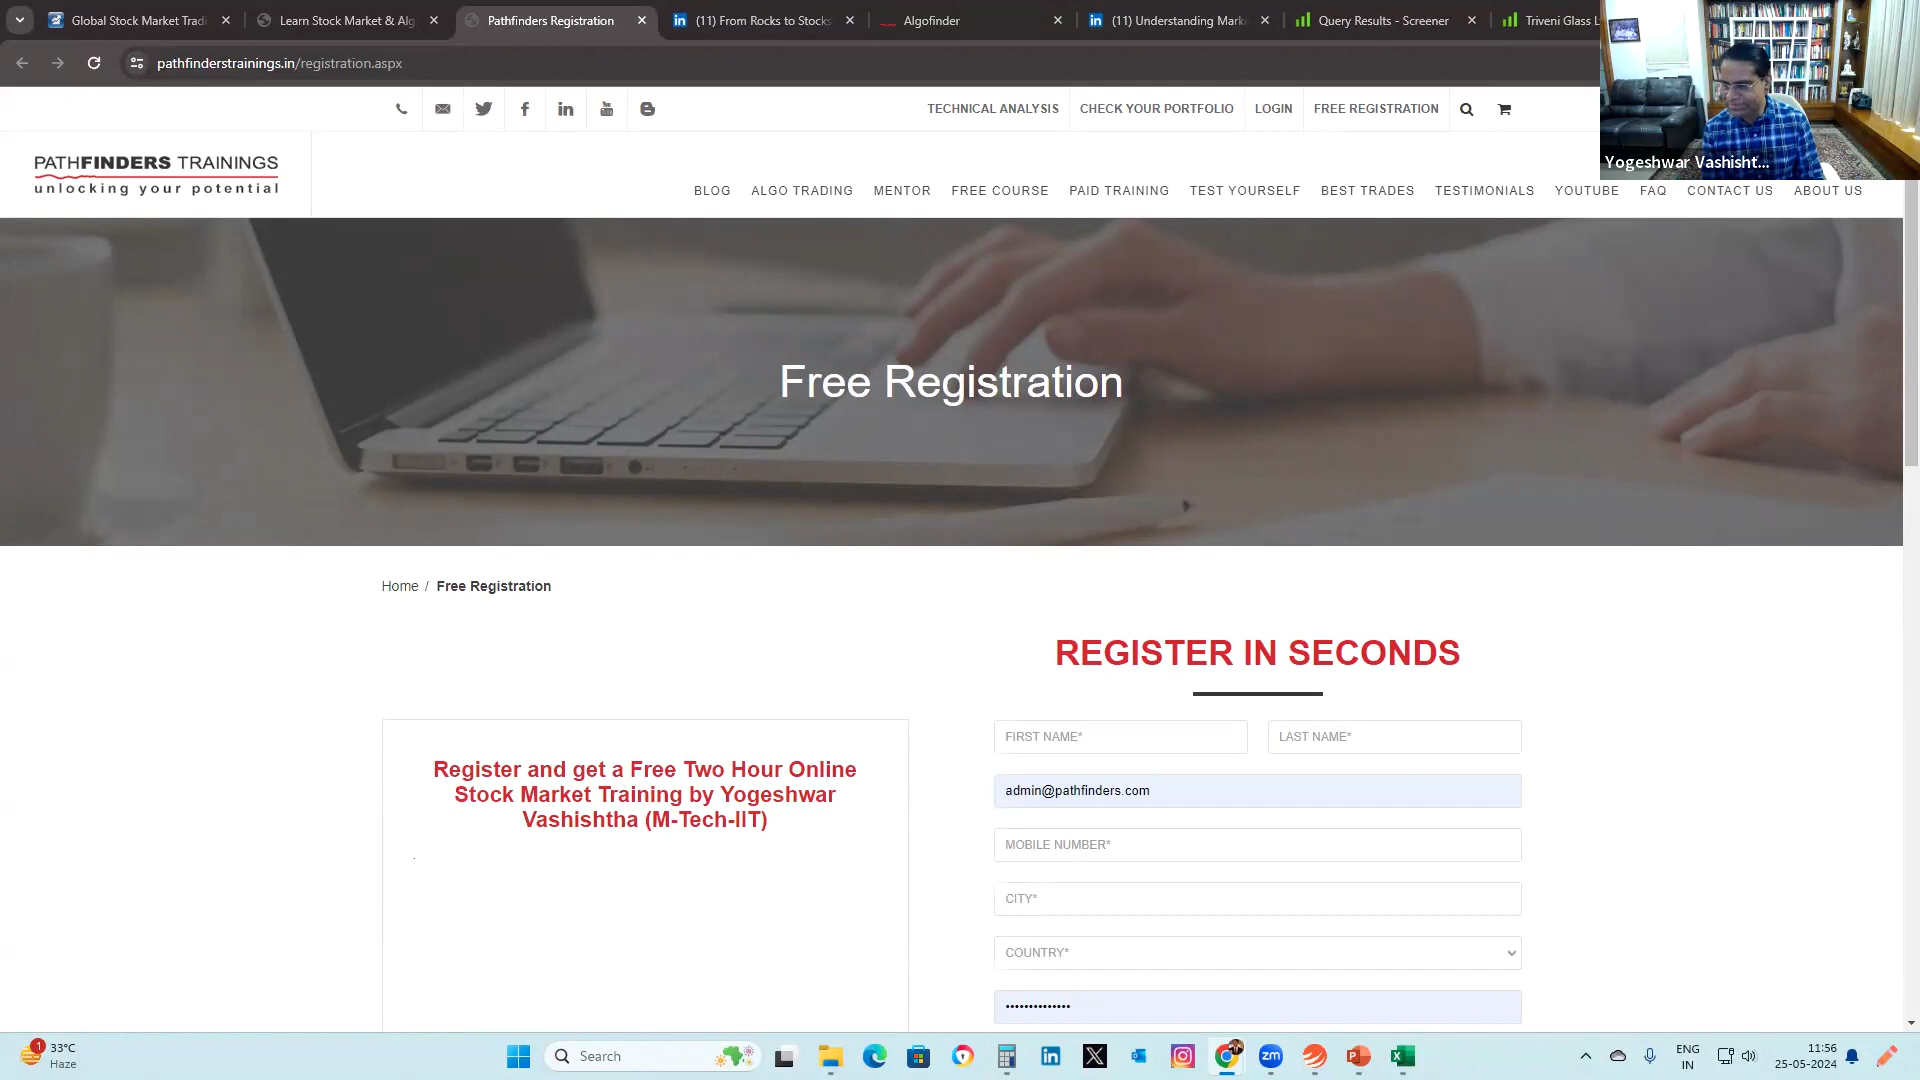 Global Stock Market Tradi
Learn Stock Market & Alg
Pathfinders Registration
(11) From Rocks to Stocks
Algofinder
(11) Understanding Mark
Query Results - Screener
Triveni Glass L
pathfinderstrainings.in/registration.aspx
TECHNICAL ANALYSIS
CHECK YOUR PORTFOLIO
LOGIN
FREE REGISTRATION
Yogeshwar Vashisht...
PATHFINDERS TRAININGS
unlocking your potential
BLOG
ALGO TRADING
MENTOR
FREE COURSE
PAID TRAINING
TEST YOURSELF
BEST TRADES
TESTIMONIALS
YOUTUBE
FAQ
CONTACT US
ABOUT US
Free Registration
Home / Free Registration
REGISTER IN SECONDS
Register and get a Free Two Hour Online
Stock Market Training by Yogeshwar
Vashishtha (M-Tech-IIT)
.
FIRST NAME*
LAST NAME*
admin@pathfinders.com
MOBILE NUMBER*
CITY*
COUNTRY*
••••••••••••••
1
33°C
Haze
Search
zm
ENG
IN
11:56
25-05-2024